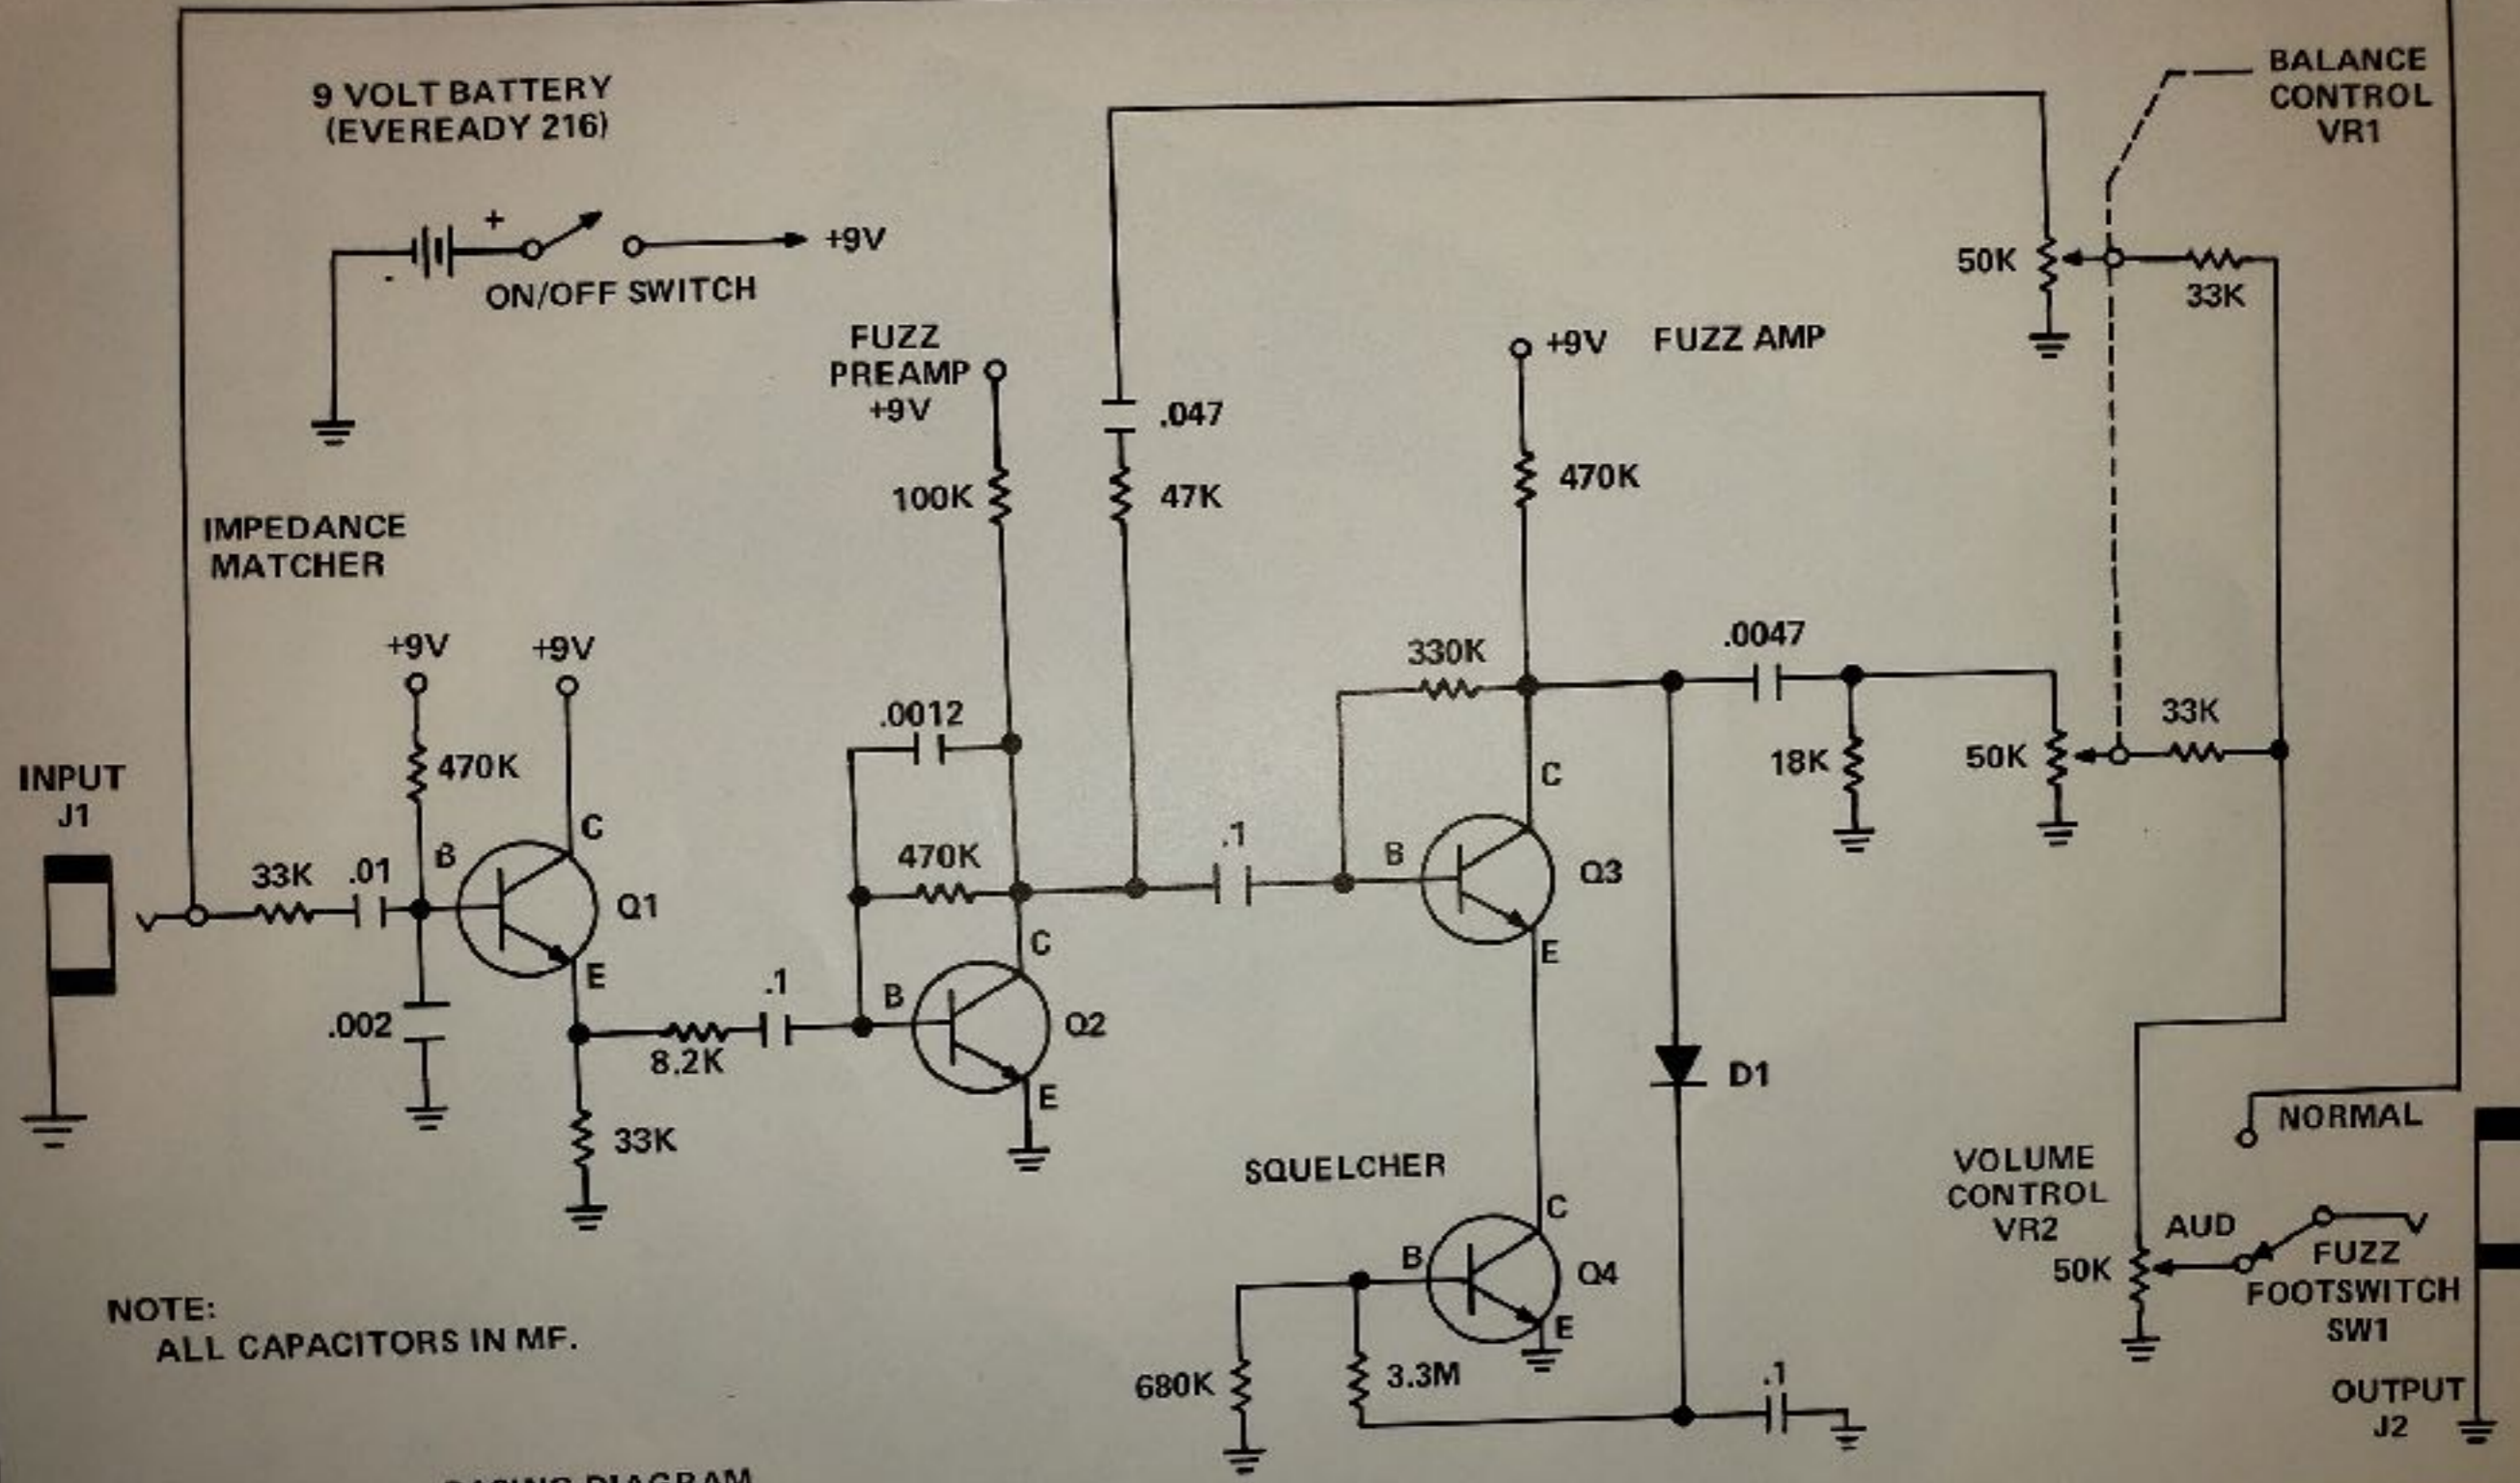 9 VOLT BATTERY
(EVEREADY 216)
+
-
+9V
ON/OFF SWITCH
BALANCE
CONTROL
VR1
50K
33K
FUZZ
PREAMP
+9V
100K
.047
47K
+9V FUZZ AMP
470K
IMPEDANCE
MATCHER
+9V
+9V
470K
INPUT
J1
33K
.01
B
C
Q1
E
.002
33K
8.2K
.1
.0012
470K
B
C
Q2
E
.1
330K
B
C
Q3
E
.0047
18K
50K
33K
D1
SQUELCHER
B
C
Q4
E
680K
3.3M
.1
VOLUME
CONTROL
VR2
50K
AUD
NORMAL
FUZZ
FOOTSWITCH
SW1
OUTPUT
J2
NOTE:
ALL CAPACITORS IN MF.
DIAGRAM